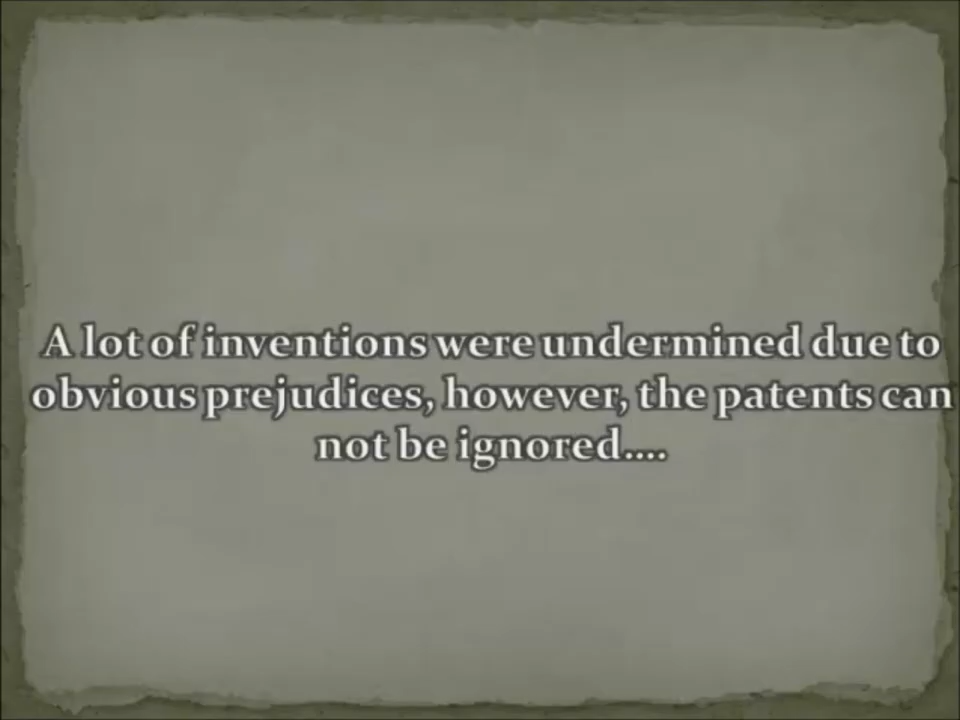 A lot of inventions were undermined due to
obvious prejudices, however, the patents can
not be ignored....